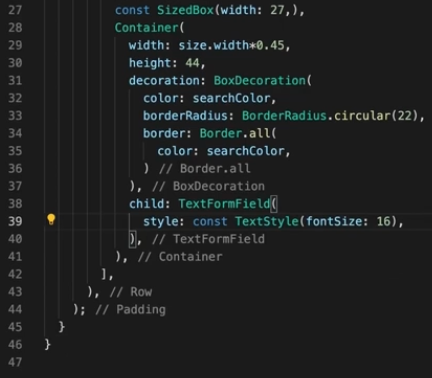 27 const SizedBox(width: 27,),
28 Container(
29 width: size.width*0.45,
30 height: 44,
31 decoration: BoxDecoration(
32 color: searchColor,
33 borderRadius: BorderRadius.circular(22),
34 border: Border.all(
35 color: searchColor,
36 ) // Border.all
37 ), // BoxDecoration
38 child: TextFormField(
39 style: const TextStyle(fontSize: 16),
40 ), // TextFormField
41 ), // Container
42 ],
43 ), // Row
44 ); // Padding
45 }
46 }
47